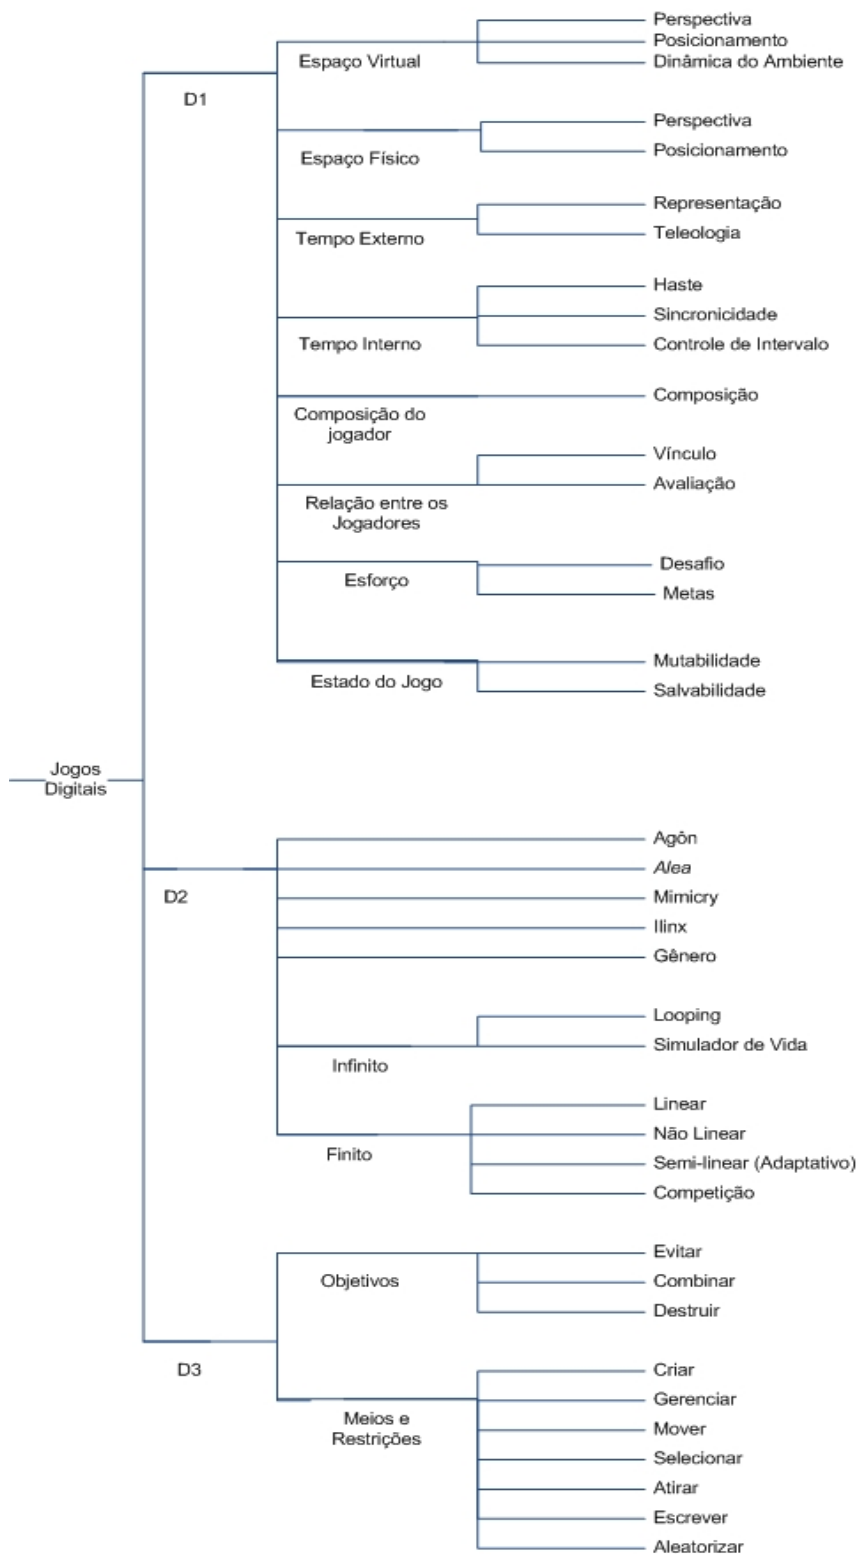 Perspectiva
Posicionamento
Espaço Virtual
Dinâmica do Ambiente
D1
Perspectiva
Posicionamento
Espaço Físico
Representação
Teleologia
Tempo Externo
Haste
Sincronicidade
Tempo Interno
Controle de Intervalo
Composição
Composição do
jogador
Vínculo
Avaliação
Relação entre os
Jogadores
Desafio
Esforço
Metas
Mutabilidade
Estado do Jogo
Salvabilidade
Jogos
Digitais
Agôn
Alea
D2
Mimicry
Ilinx
Gênero
Looping
Simulador de Vida
Infinito
Linear
Não Linear
Finito
Semi-linear (Adaptativo)
Competição
Evitar
Objetivos
Combinar
Destruir
D3
Criar
Gerenciar
Meios e
Restrições
Mover
Selecionar
Atirar
Escrever
Aleatorizar